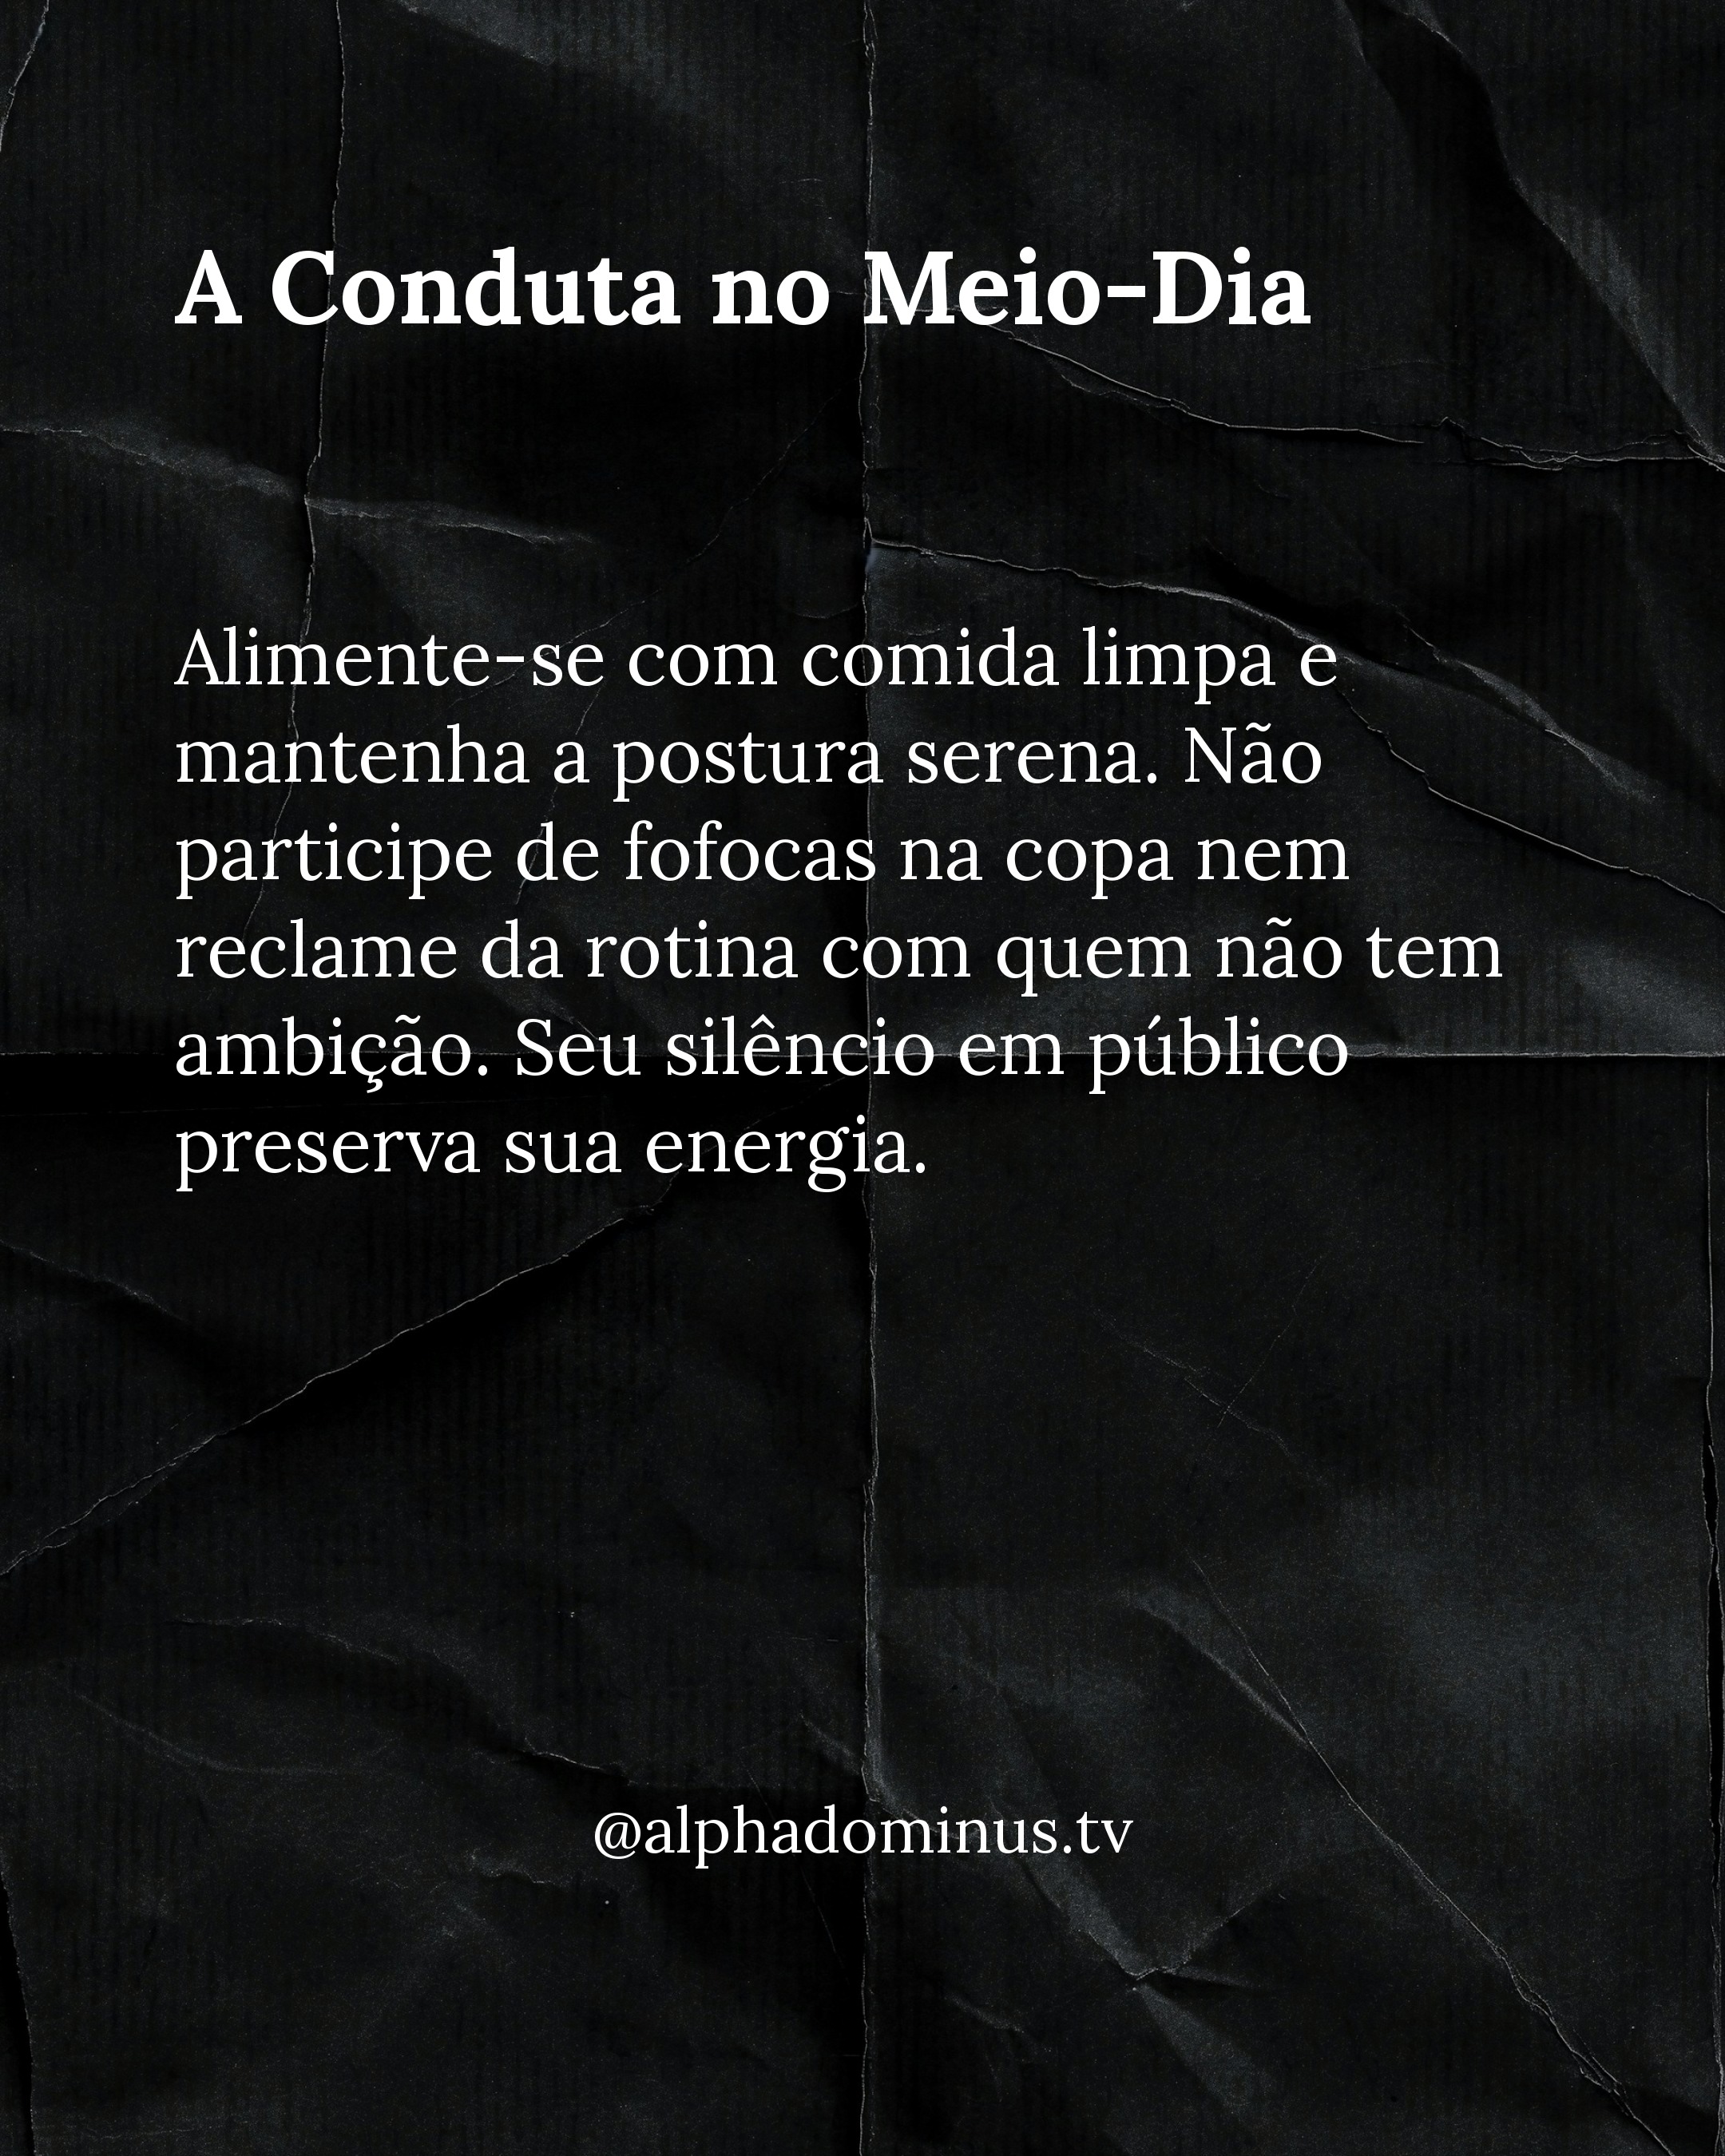 A Conduta no Meio-Dia
Alimente-se com comida limpa e
mantenha a postura serena. Não
participe de fofocas na copa nem
reclame da rotina com quem não tem
ambição. Seu silêncio em público
preserva sua energia.
@alphadominus.tv